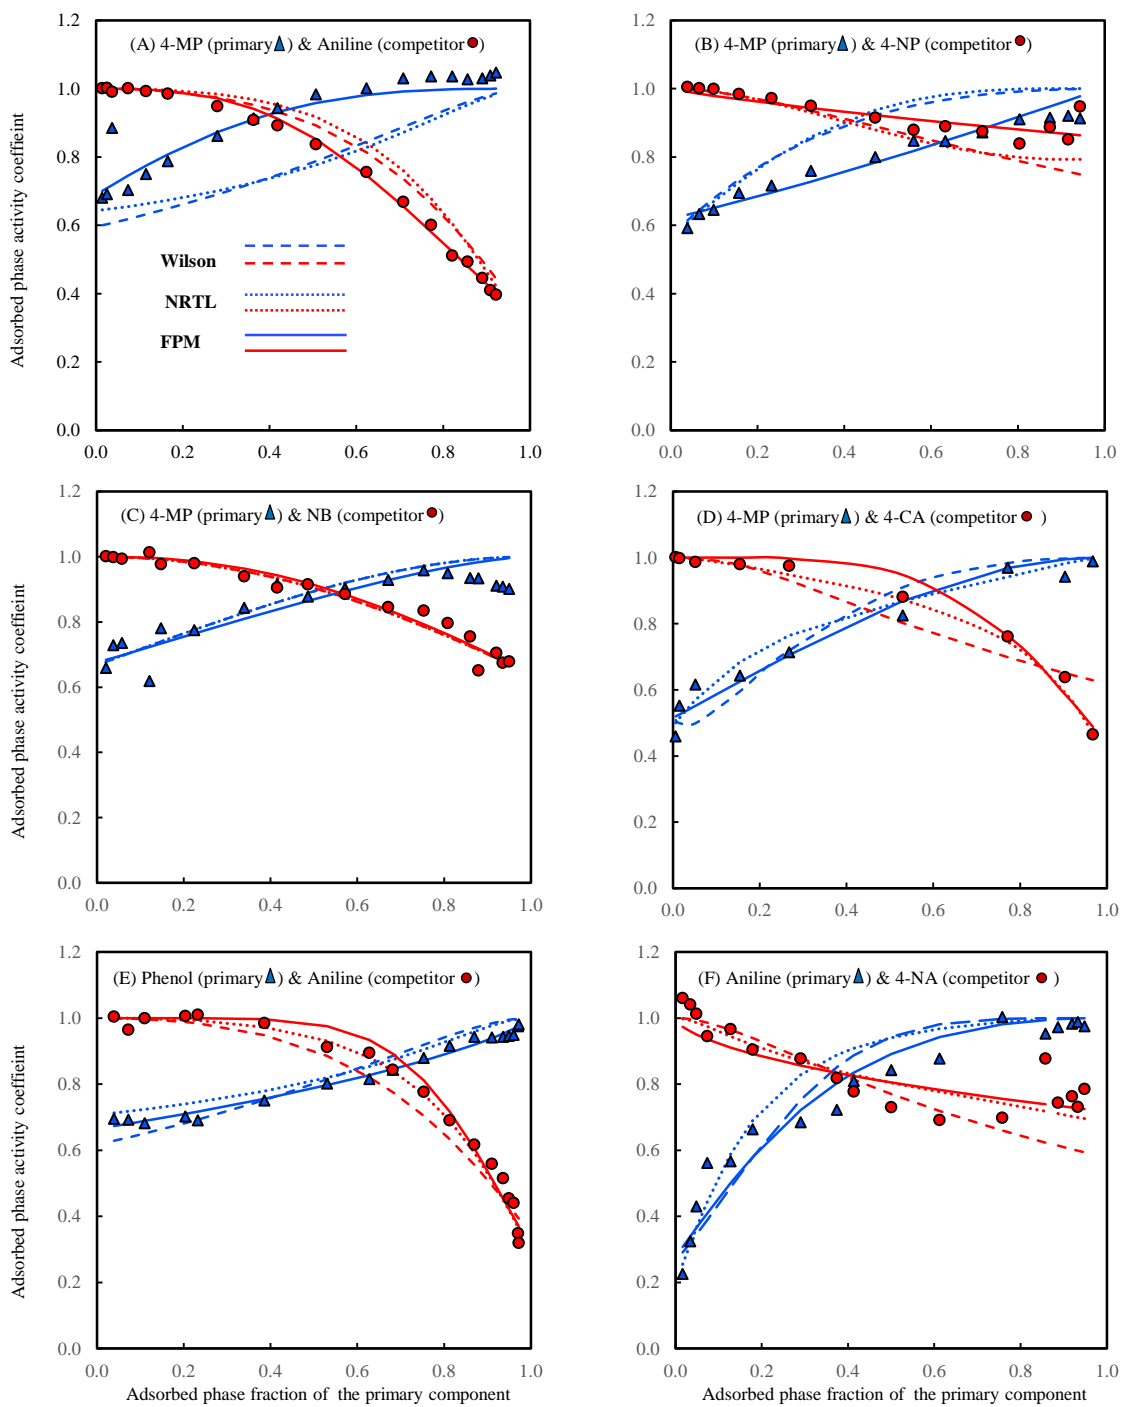 (A) 4-MP (primary ) & Aniline (competitor )
1.2
1.0
0.8
0.6
0.4
0.2
0.0
0.0 0.2 0.4 0.6 0.8 1.0
Adsorbed phase activity coeffieint
Wilson
NRTL
FPM
(B) 4-MP (primary ) & 4-NP (competitor )
1.2
1.0
0.8
0.6
0.4
0.2
0.0
0.0 0.2 0.4 0.6 0.8 1.0
(C) 4-MP (primary ) & NB (competitor )
1.2
1.0
0.8
0.6
0.4
0.2
0.0
0.0 0.2 0.4 0.6 0.8 1.0
Adsorbed phase activity coeffieint
(D) 4-MP (primary ) & 4-CA (competitor )
1.2
1.0
0.8
0.6
0.4
0.2
0.0
0.0 0.2 0.4 0.6 0.8 1.0
(E) Phenol (primary ) & Aniline (competitor )
1.2
1.0
0.8
0.6
0.4
0.2
0.0
0.0 0.2 0.4 0.6 0.8 1.0
Adsorbed phase activity coeffieint
Adsorbed phase fraction of the primary component
(F) Aniline (primary ) & 4-NA (competitor )
1.2
1.0
0.8
0.6
0.4
0.2
0.0
0.0 0.2 0.4 0.6 0.8 1.0
Adsorbed phase fraction of the primary component